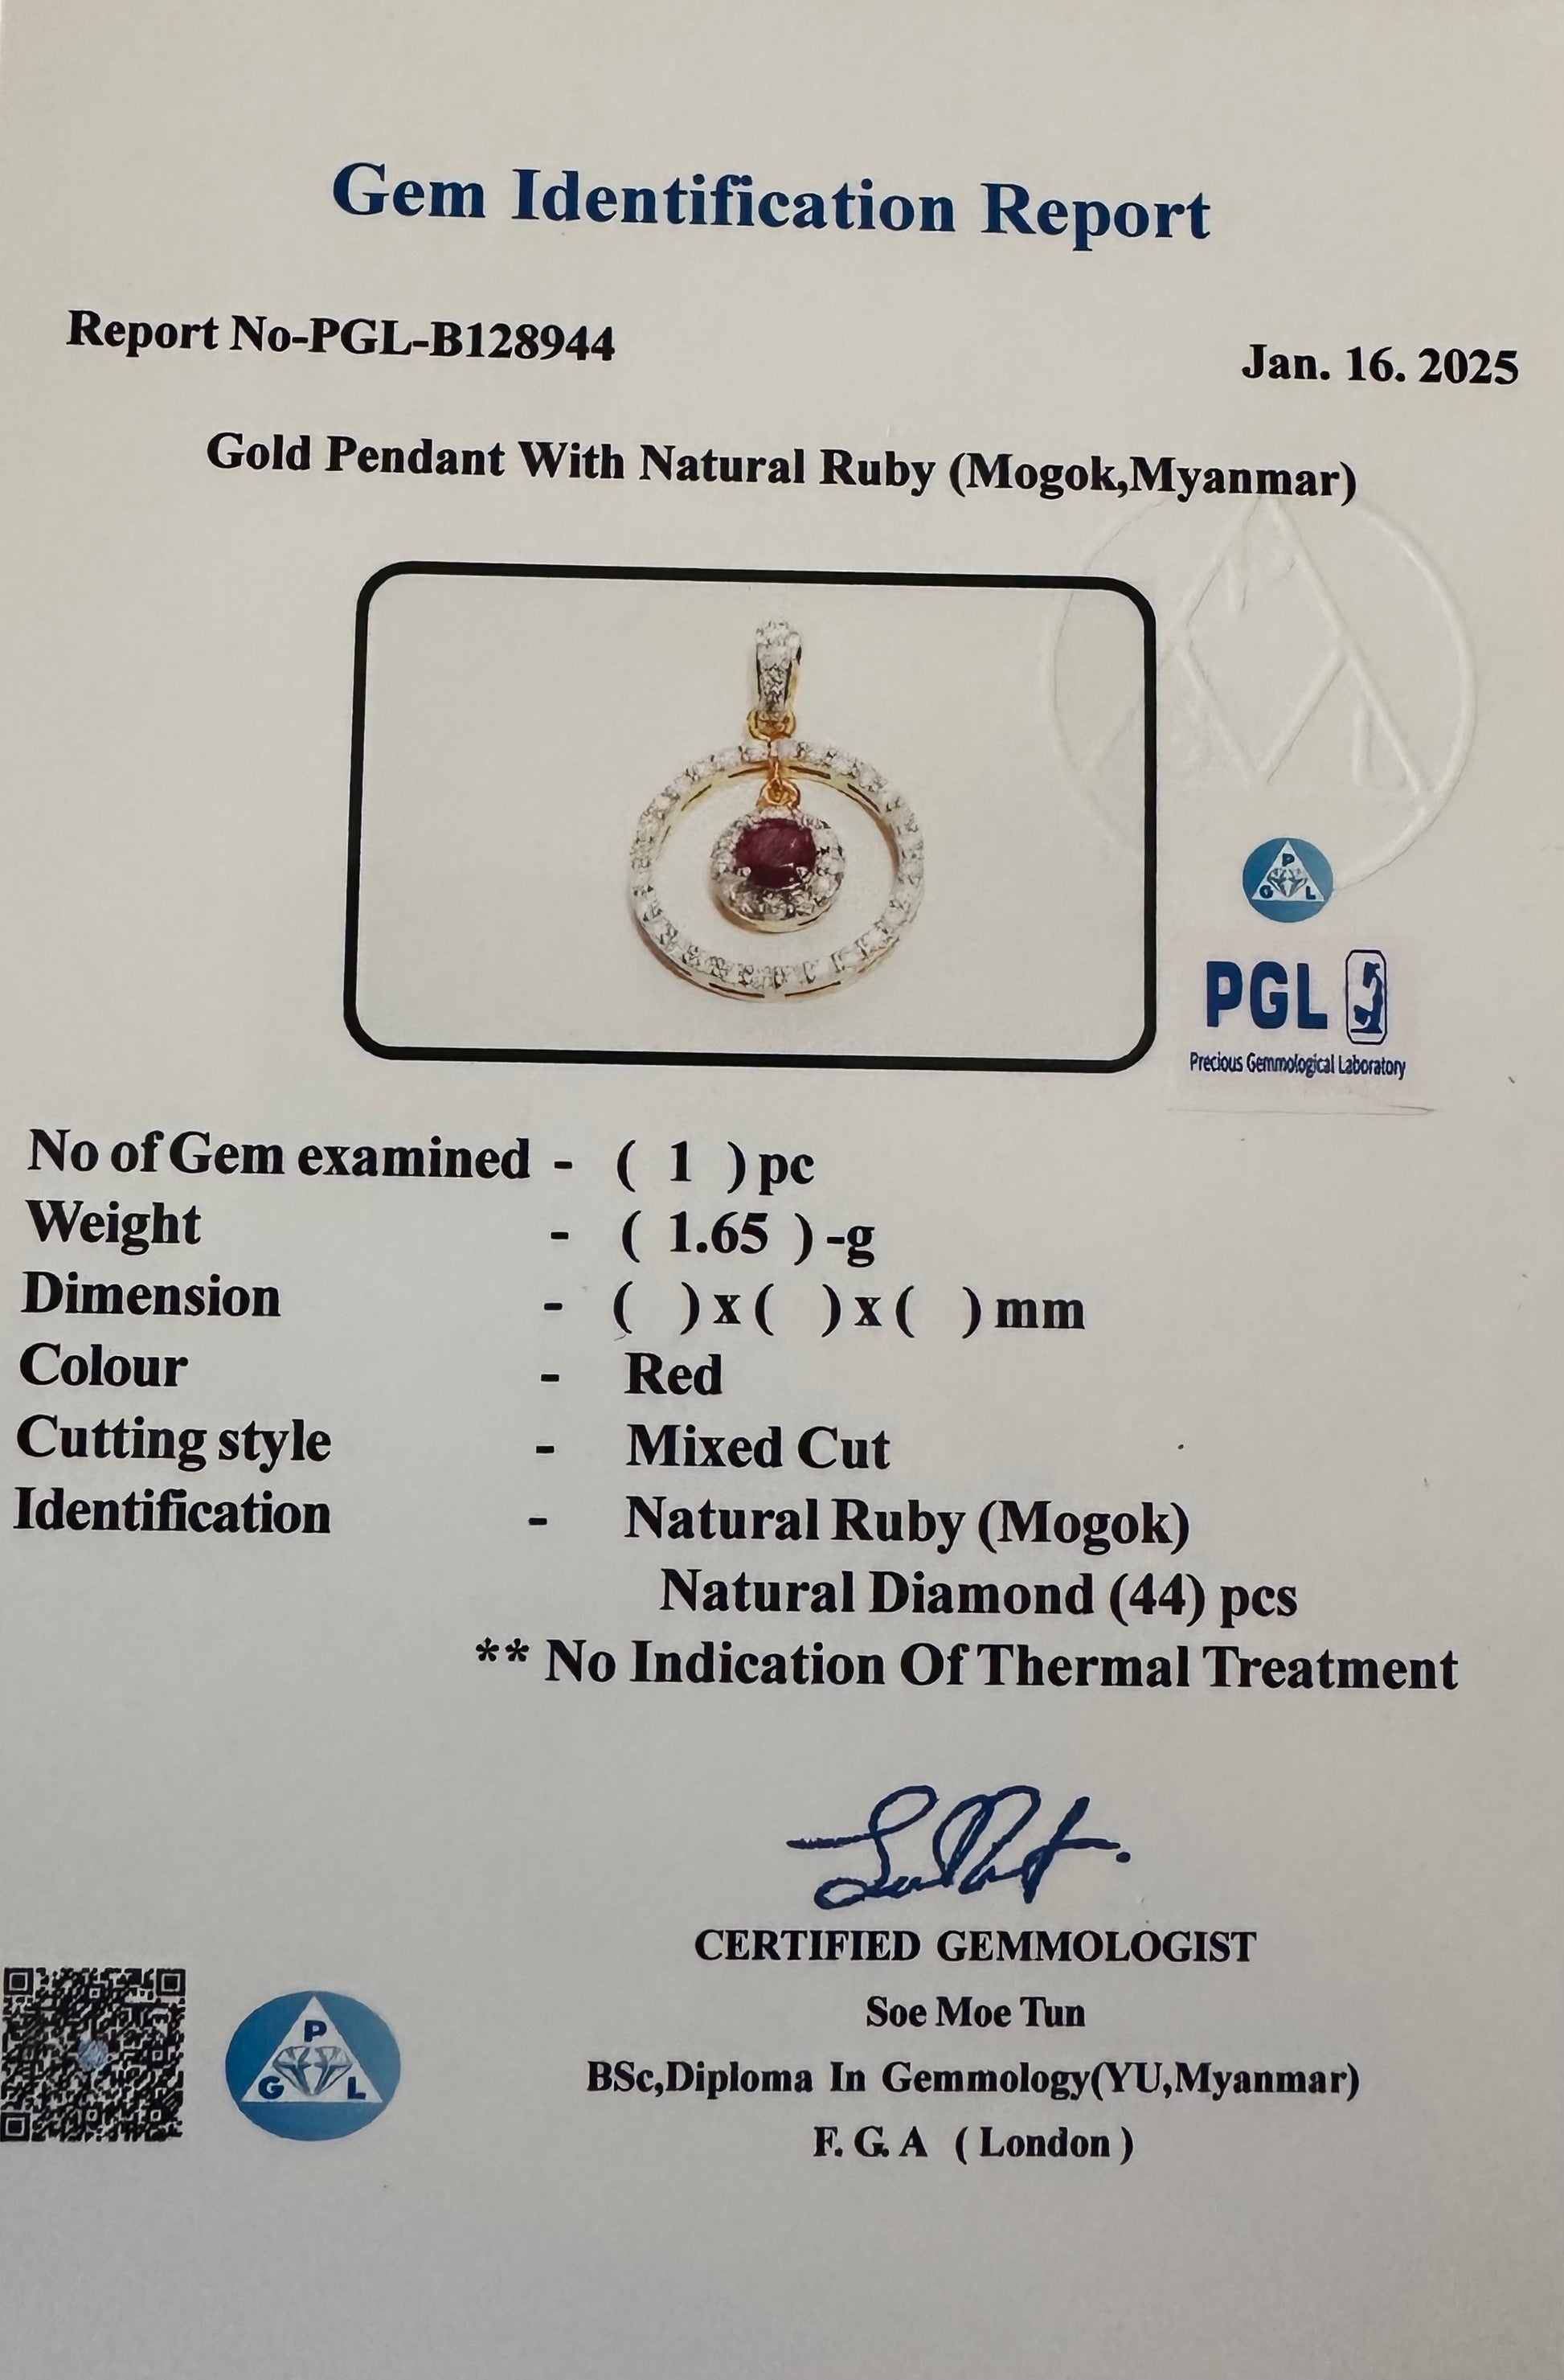 Gem Identification Report
Report No-PGL-B128944
Jan. 16. 2025
Gold Pendant With Natural Ruby (Mogok,Myanmar)
P
G L
PGL
Precious Gemmological Laboratory
No of Gem examined - ( 1 ) pc
Weight - ( 1.65 ) -g
Dimension - ( ) x ( ) x ( ) mm
Colour - Red
Cutting style - Mixed Cut
Identification - Natural Ruby (Mogok)
Natural Diamond (44) pcs
** No Indication Of Thermal Treatment
CERTIFIED GEMMOLOGIST
Soe Moe Tun
BSc,Diploma In Gemmology(YU,Myanmar)
F. G. A ( London )
P
G L